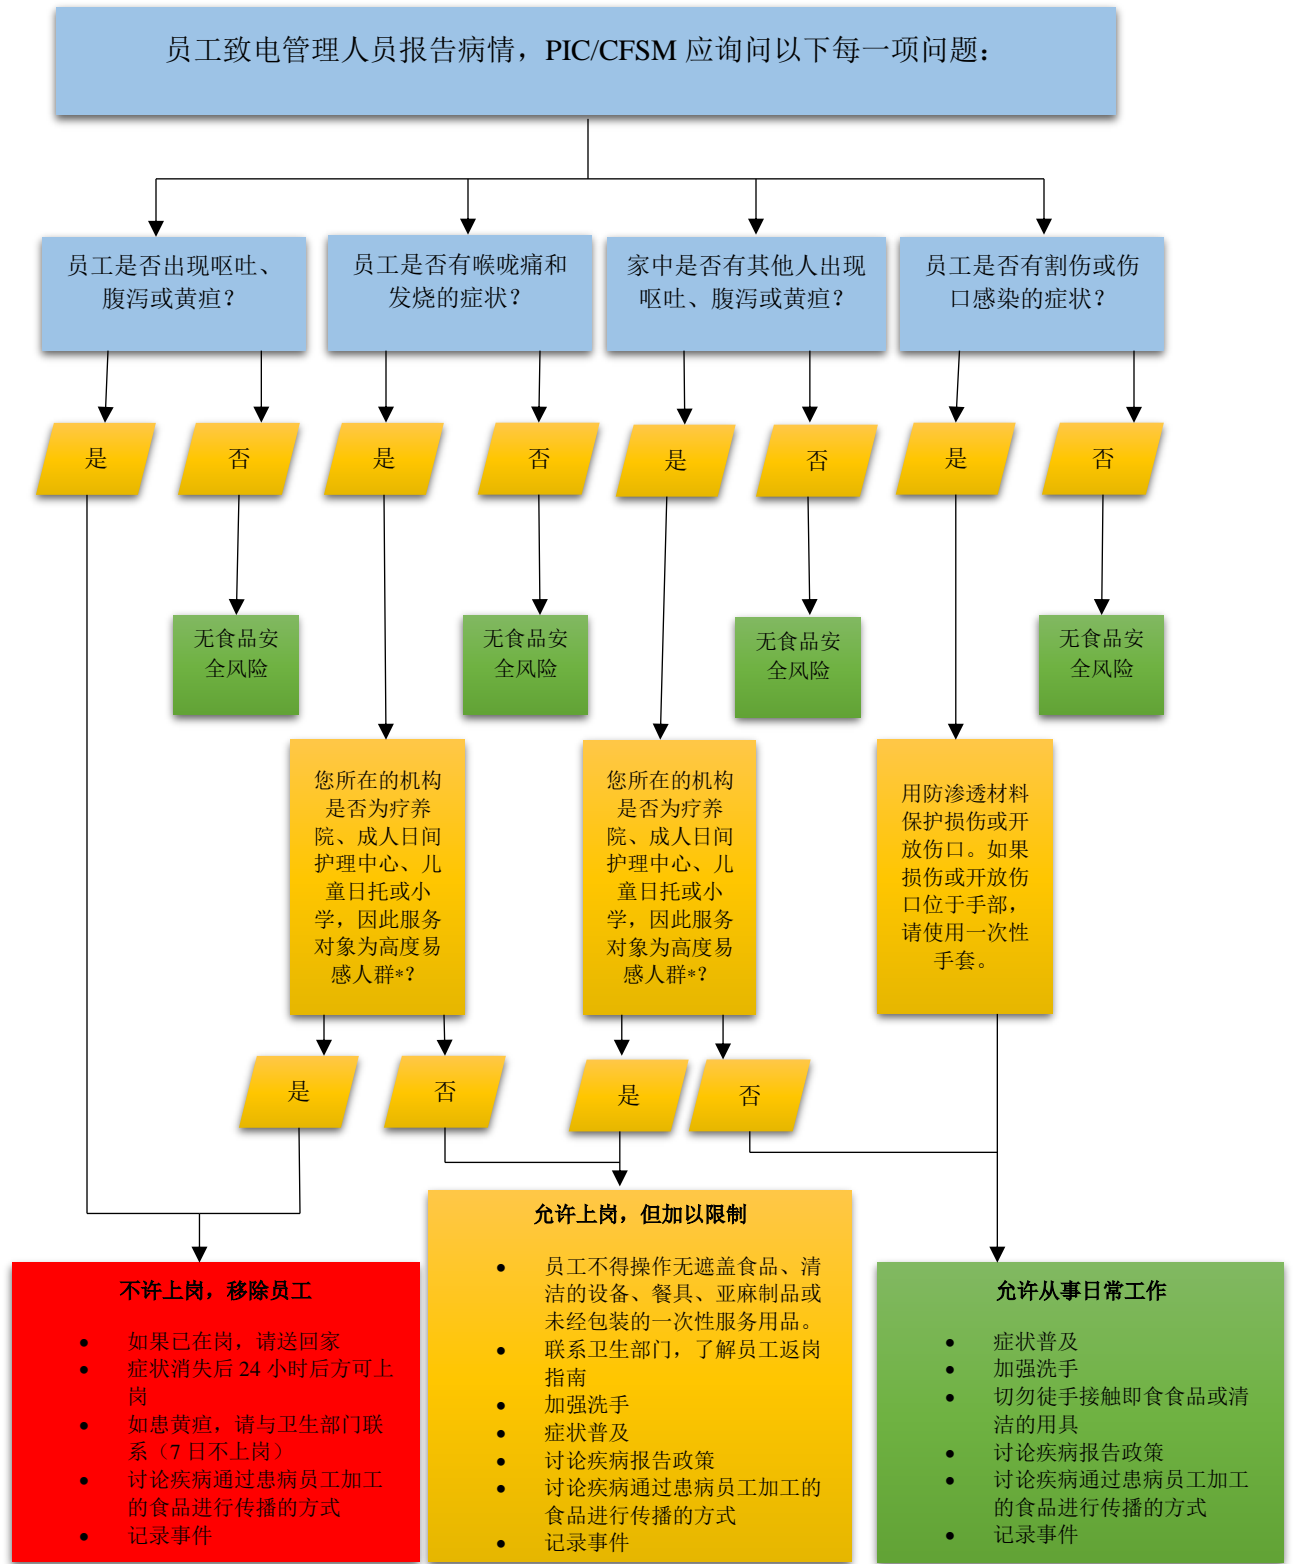 员工致电管理人员报告病情，PIC/CFSM 应询问以下每一项问题：
员工是否出现呕吐、
腹泻或黄疸？
员工是否有喉咙痛和
发烧的症状？
家中是否有其他人出现
呕吐、腹泻或黄疸？
员工是否有割伤或伤
口感染的症状？
是
否
是
否
是
否
是
否
无食品安
全风险
无食品安
全风险
无食品安
全风险
无食品安
全风险
您所在的机构
是否为疗养
院、成人日间
护理中心、儿
童日托或小
学，因此服务
对象为高度易
感人群*？
您所在的机构
是否为疗养
院、成人日间
护理中心、儿
童日托或小
学，因此服务
对象为高度易
感人群*？
用防渗透材料
保护损伤或开
放伤口。如果
损伤或开放伤
口位于手部，
请使用一次性
手套。
是
否
是
否
不许上岗，移除员工
• 如果已在岗，请送回家
• 症状消失后 24 小时后方可上
岗
• 如患黄疸，请与卫生部门联
系（7 日不上岗）
• 讨论疾病通过患病员工加工
的食品进行传播的方式
• 记录事件
允许上岗，但加以限制
• 员工不得操作无遮盖食品、清
洁的设备、餐具、亚麻制品或
未经包装的一次性服务用品。
• 联系卫生部门，了解员工返岗
指南
• 加强洗手
• 症状普及
• 讨论疾病报告政策
• 讨论疾病通过患病员工加工的
食品进行传播的方式
• 记录事件
允许从事日常工作
• 症状普及
• 加强洗手
• 切勿徒手接触即食食品或清
洁的用具
• 讨论疾病报告政策
• 讨论疾病通过患病员工加工
的食品进行传播的方式
• 记录事件